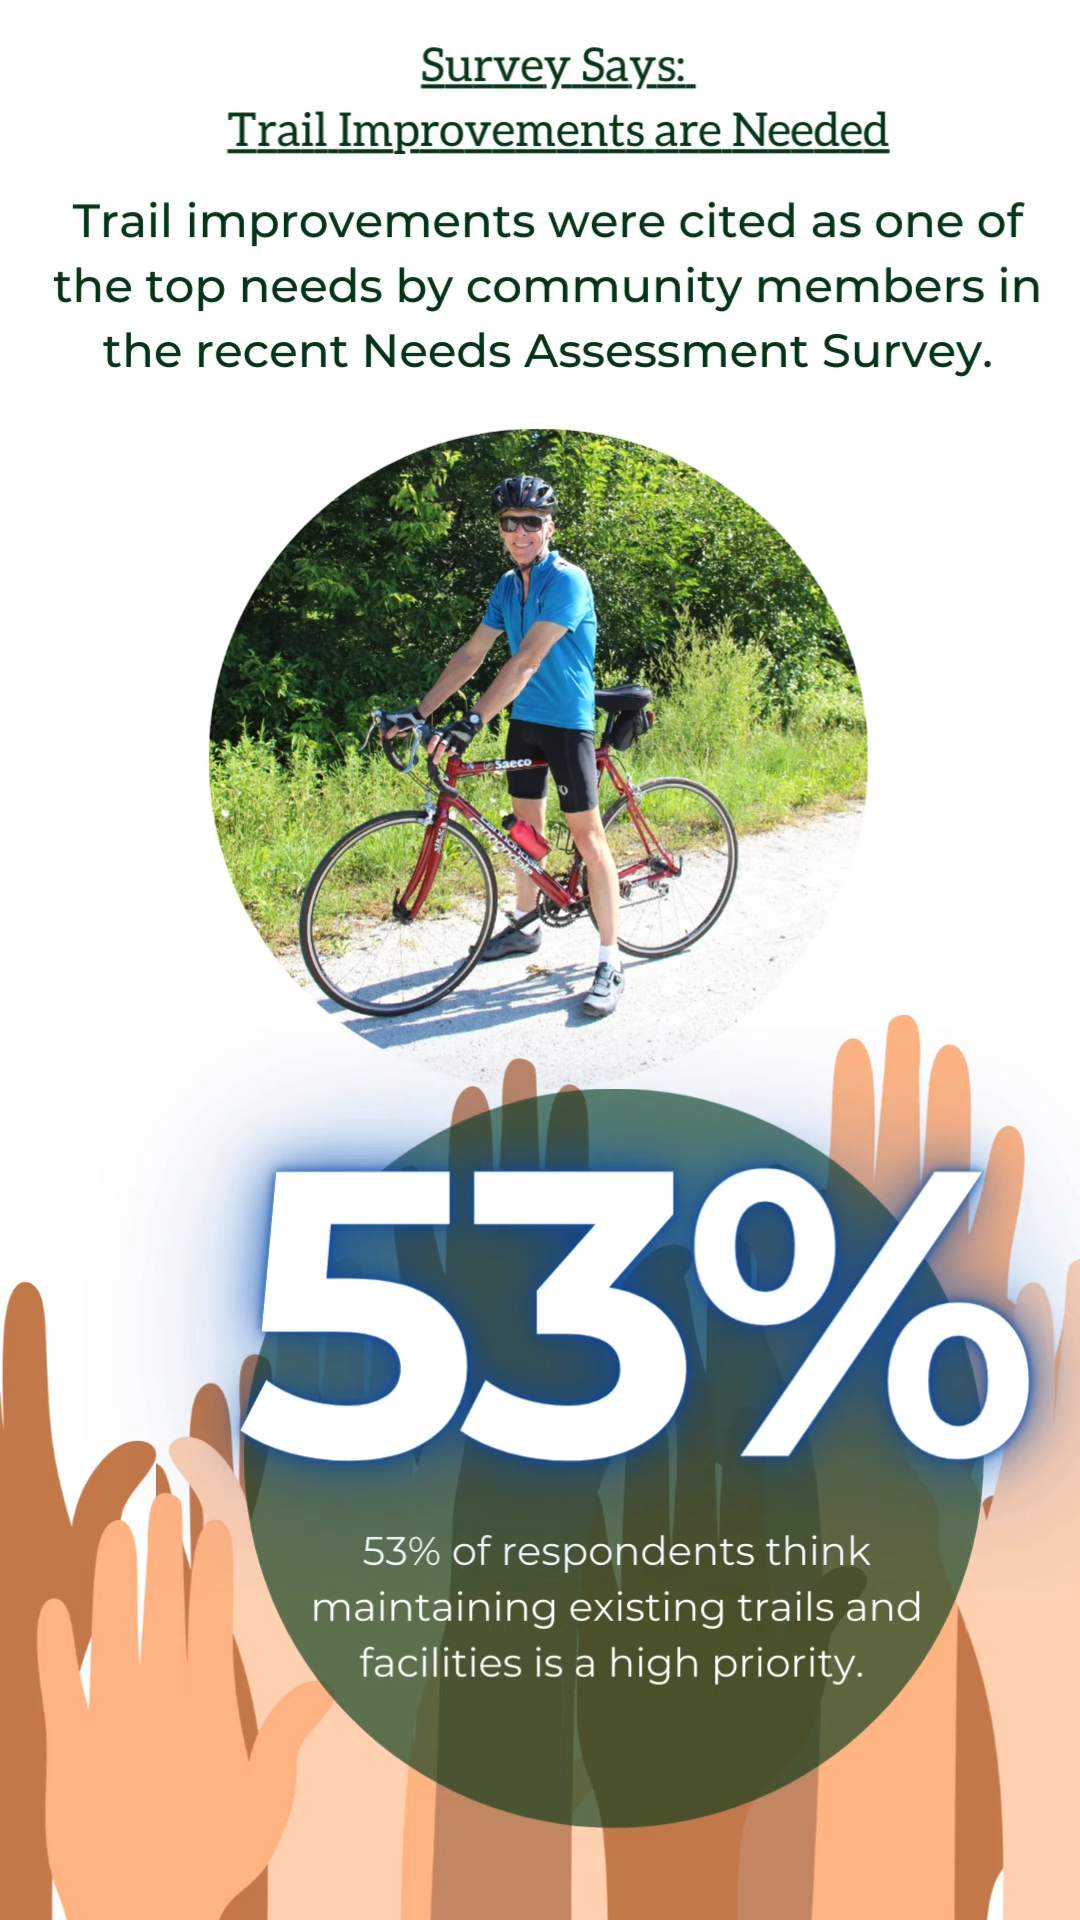 Survey Says:
Trail Improvements are Needed
Trail improvements were cited as one of
the top needs by community members in
the recent Needs Assessment Survey.
Saeco
cannondale
53%
53% of respondents think
maintaining existing trails and
facilities is a high priority.